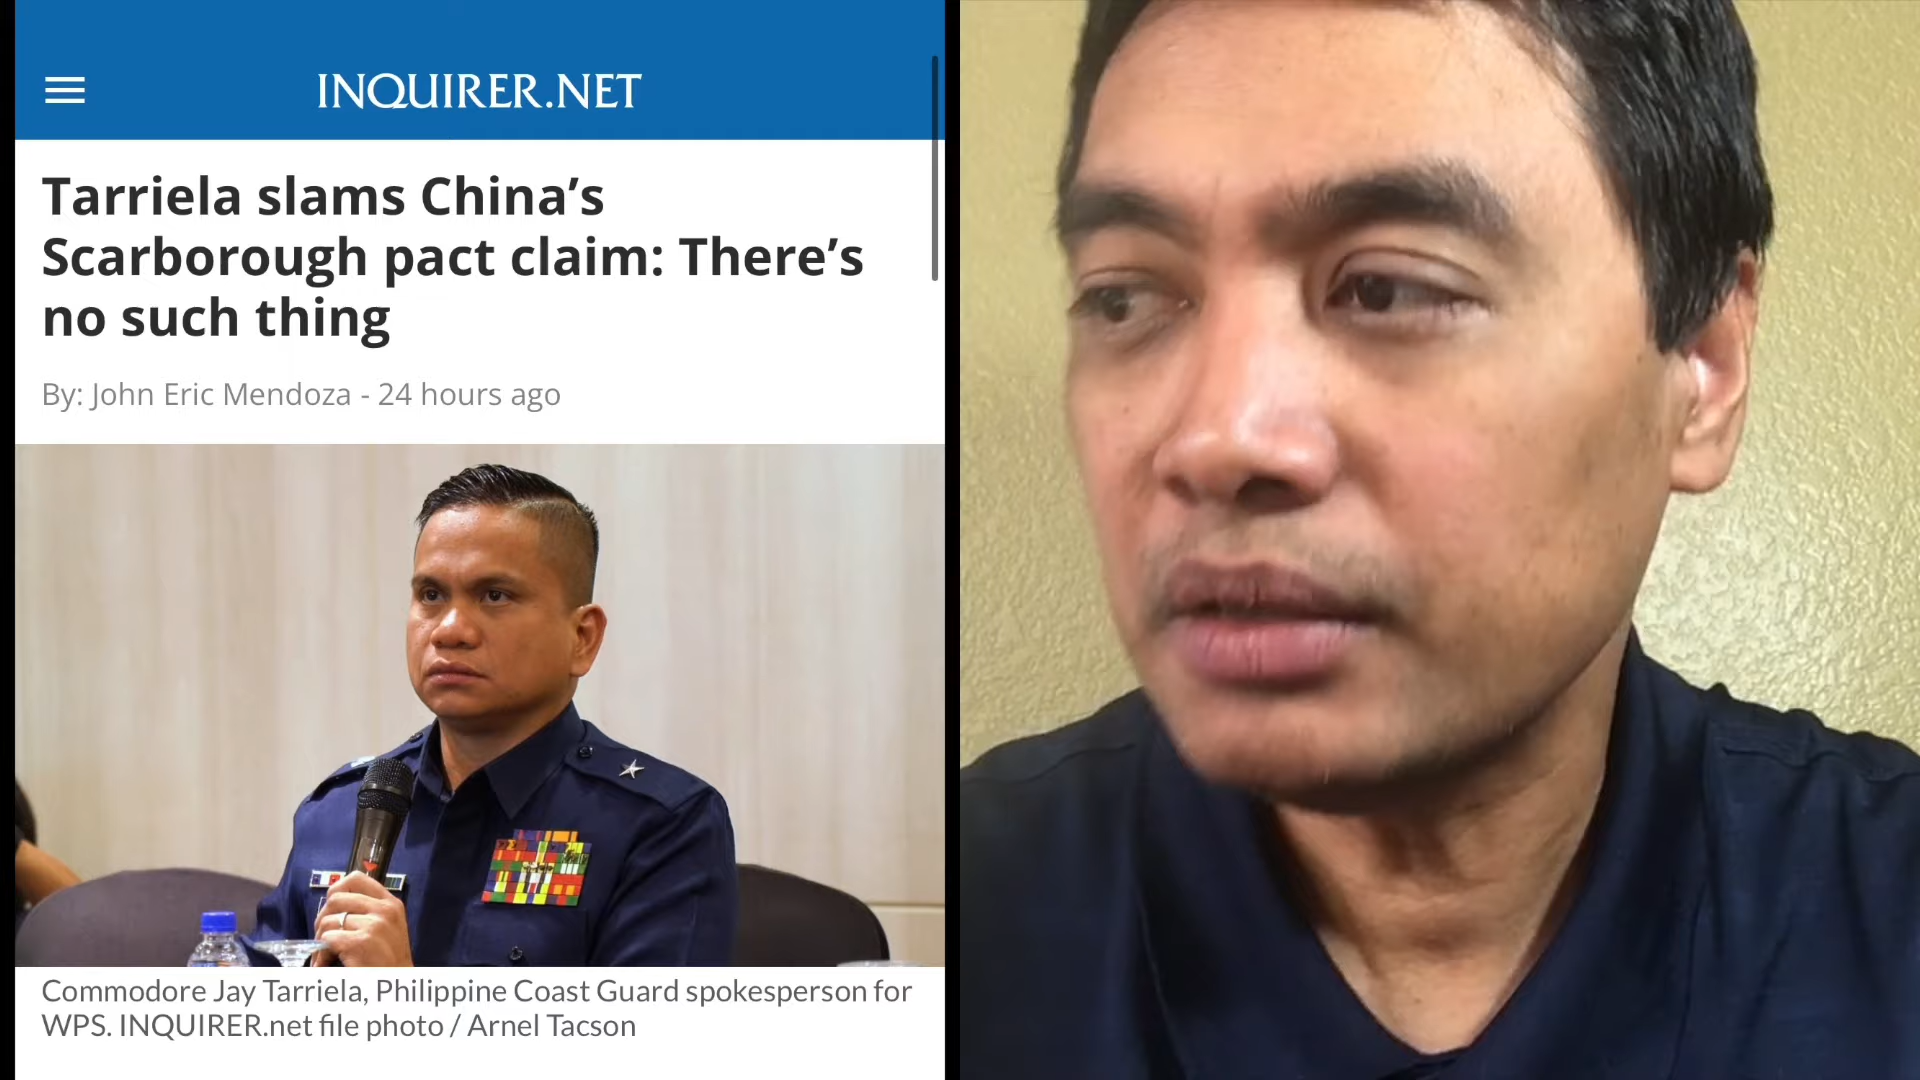 INQUIRER.NET
Tarriela slams China’s
Scarborough pact claim: There’s
no such thing
By: John Eric Mendoza - 24 hours ago
Commodore Jay Tarriela, Philippine Coast Guard spokesperson for
WPS. INQUIRER.net file photo / Arnel Tacson